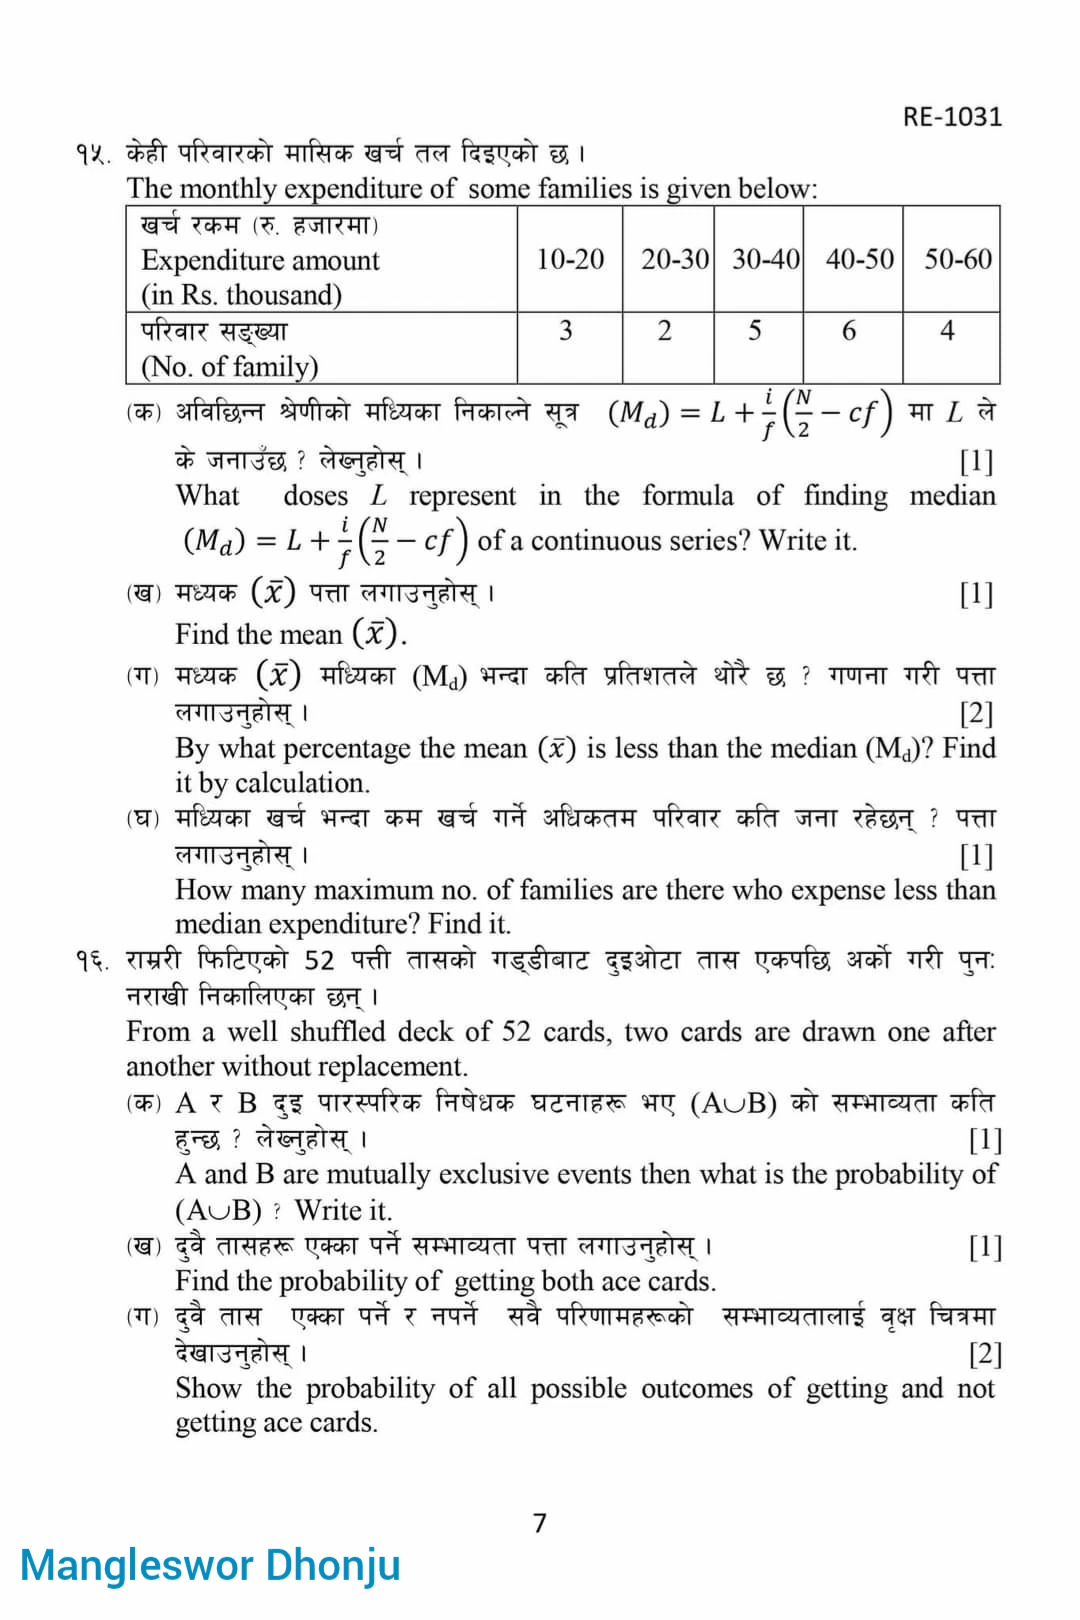 RE-1031
१५. केही परिवारको मासिक खर्च तल दिइएको छ ।
The monthly expenditure of some families is given below:
खर्च रकम (रु. हजारमा)
Expenditure amount
(in Rs. thousand)
10-20 20-30 30-40 40-50 50-60
परिवार सङ्ख्या
(No. of family)
3 2 5 6 4
(क) अविछिन्न श्रेणीको मध्यिका निकाल्ने सूत्र (M_d) = L + i/f (N/2 − cf) मा L ले
के जनाउँछ ? लेख्नुहोस् । [1]
What doses L represent in the formula of finding median
(M_d) = L + i/f (N/2 − cf) of a continuous series? Write it.
(ख) मध्यक (x̄) पत्ता लगाउनुहोस् । [1]
Find the mean (x̄).
(ग) मध्यक (x̄) मध्यिका (M_d) भन्दा कति प्रतिशतले थोरै छ ? गणना गरी पत्ता
लगाउनुहोस् । [2]
By what percentage the mean (x̄) is less than the median (M_d)? Find
it by calculation.
(घ) मध्यिका खर्च भन्दा कम खर्च गर्ने अधिकतम परिवार कति जना रहेछन् ? पत्ता
लगाउनुहोस् । [1]
How many maximum no. of families are there who expense less than
median expenditure? Find it.
१६. राम्ररी फिटिएको 52 पत्ती तासको गड्डीबाट दुइओटा तास एकपछि अर्को गरी पुनः
नराखी निकालिएका छन् ।
From a well shuffled deck of 52 cards, two cards are drawn one after
another without replacement.
(क) A र B दुइ पारस्परिक निषेधक घटनाहरू भए (A∪B) को सम्भाव्यता कति
हुन्छ ? लेख्नुहोस् । [1]
A and B are mutually exclusive events then what is the probability of
(A∪B) ? Write it.
(ख) दुवै तासहरू एक्का पर्ने सम्भाव्यता पत्ता लगाउनुहोस् । [1]
Find the probability of getting both ace cards.
(ग) दुवै तास एक्का पर्ने र नपर्ने सवै परिणामहरूको सम्भाव्यतालाई वृक्ष चित्रमा
देखाउनुहोस् । [2]
Show the probability of all possible outcomes of getting and not
getting ace cards.
7
Mangleswor Dhonju